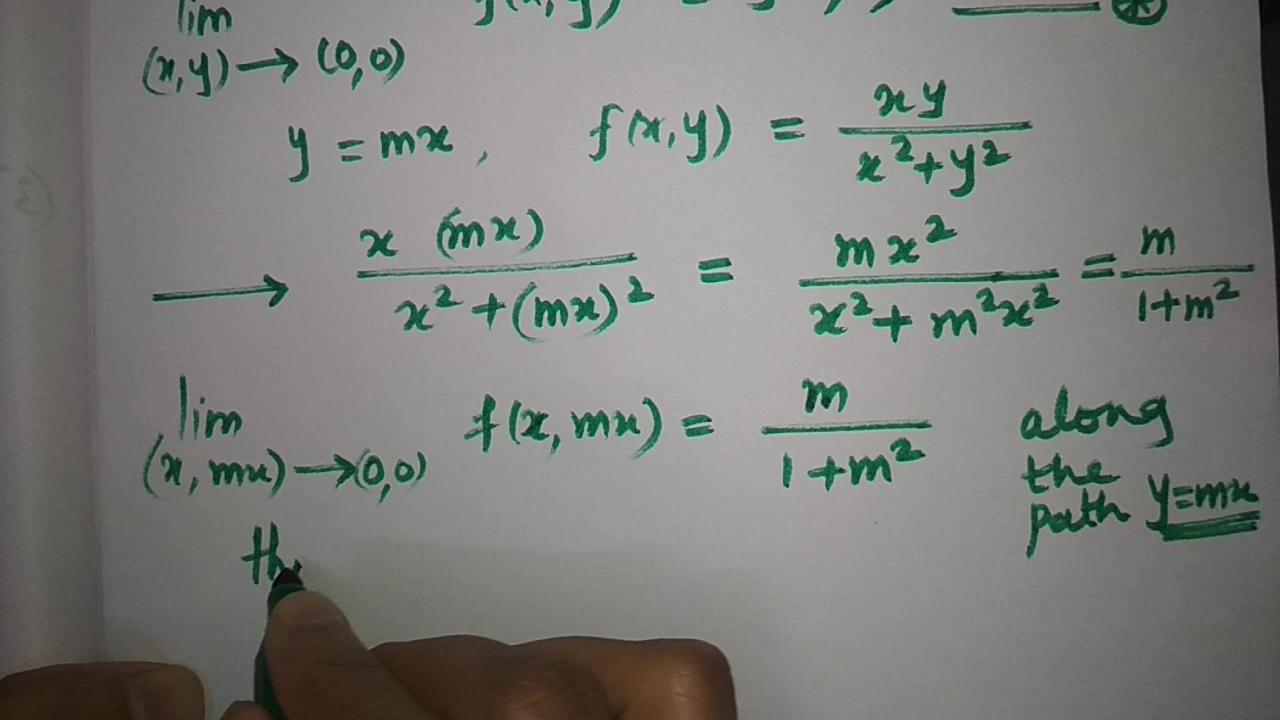 lim
(x,y)→(0,0)
y = mx, f(x,y) = xy / x²+y²
→ x (mx) / x²+(mx)² = mx² / x²+m²x² = m / 1+m²
lim f(x,mx) = m / 1+m² along
(x,mx)→(0,0) the
path y=mx